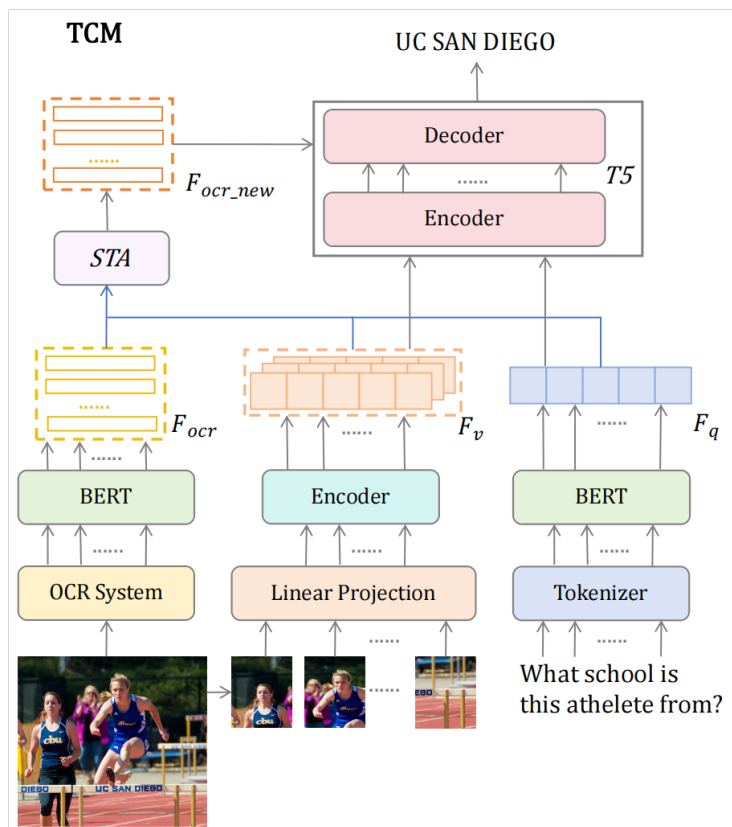 TCM
UC SAN DIEGO
Decoder
......
T5
Encoder
......
F_ocr_new
STA
......
F_ocr
F_v
F_q
......
......
......
BERT
Encoder
BERT
......
......
......
OCR System
Linear Projection
Tokenizer
......
......
cbu
......
DIEGO
UC SAN DIEGO
EGO
What school is
this athelete from?